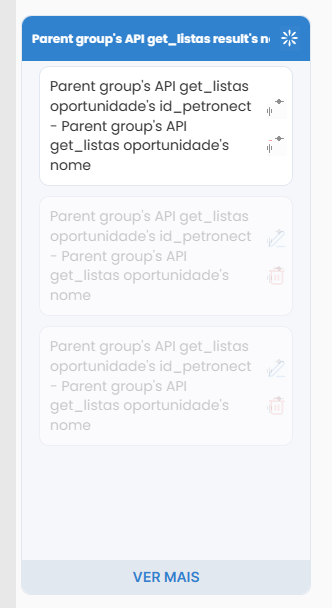 Parent group's API get_listas result's n
Parent group's API get_listas
oportunidade's id_petronect
- Parent group's API
get_listas oportunidade's
nome
Parent group's API get_listas
oportunidade's id_petronect
- Parent group's API
get_listas oportunidade's
nome
Parent group's API get_listas
oportunidade's id_petronect
- Parent group's API
get_listas oportunidade's
nome
VER MAIS